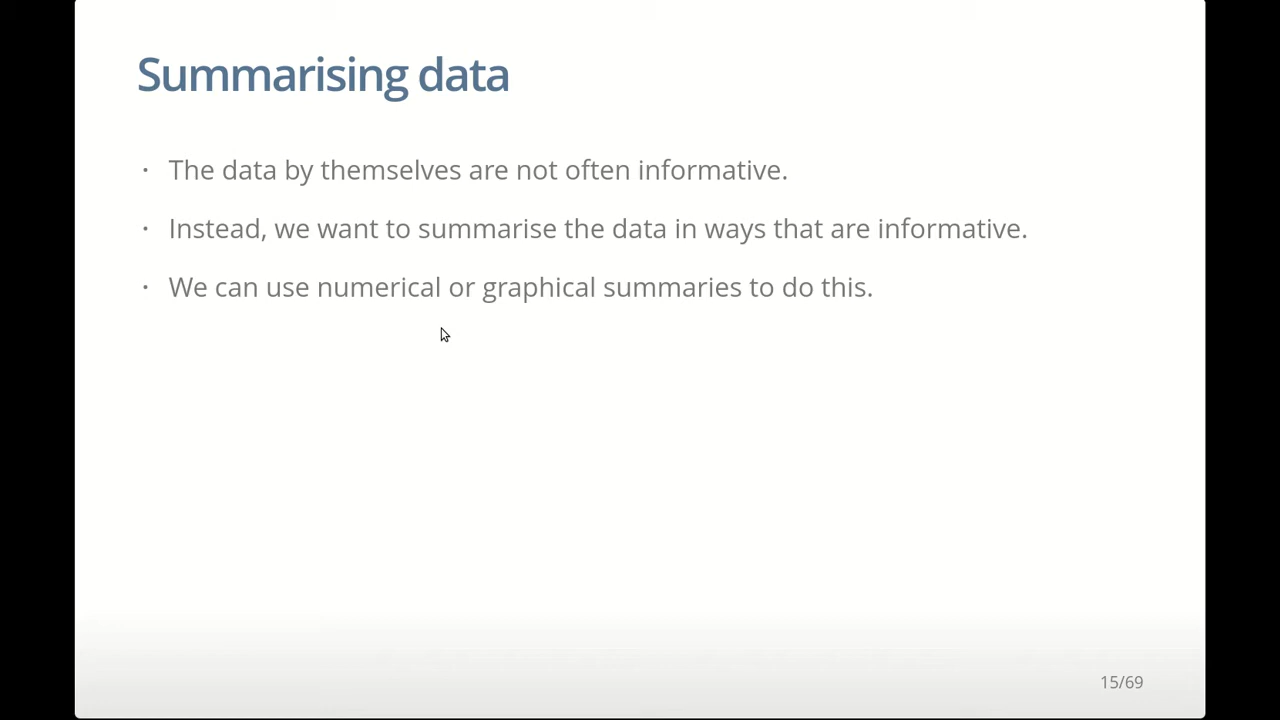 Summarising data
· The data by themselves are not often informative.
· Instead, we want to summarise the data in ways that are informative.
· We can use numerical or graphical summaries to do this.
15/69